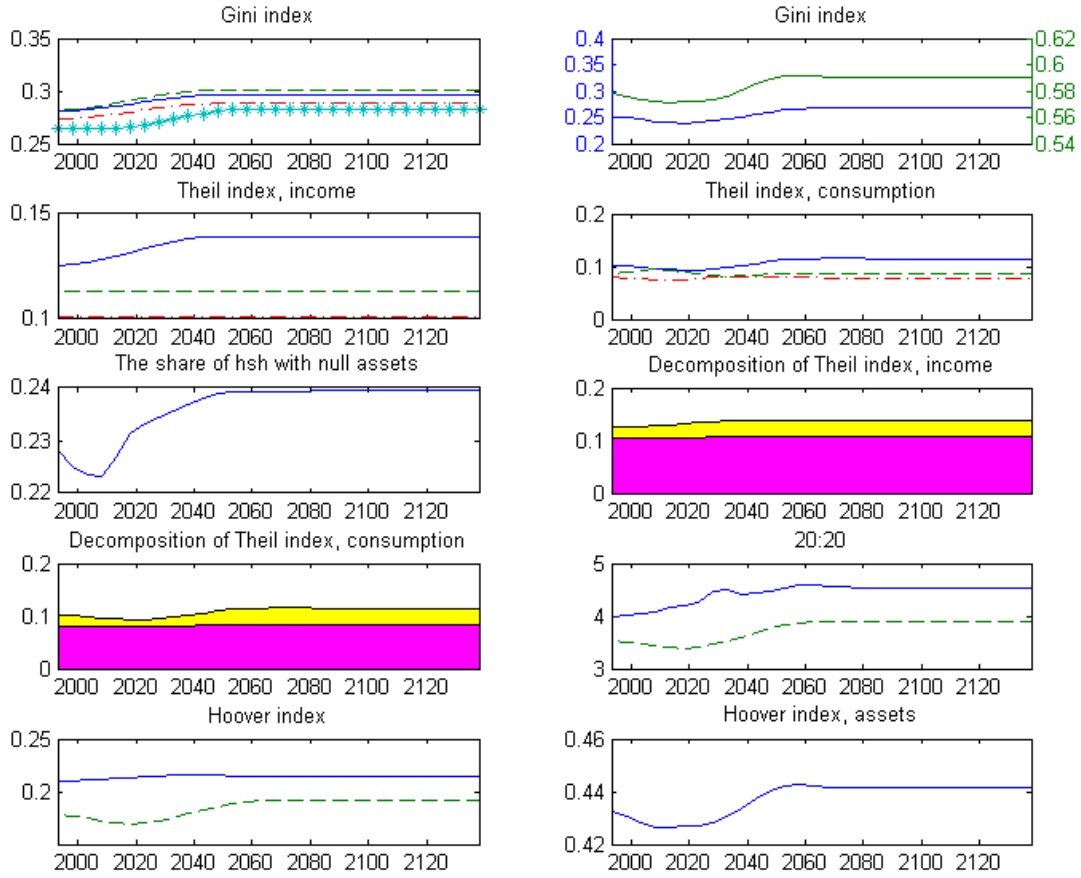 Gini index
0.35
0.3
0.25
2000 2020 2040 2060 2080 2100 2120
Gini index
0.4
0.35
0.3
0.25
0.2
0.62
0.6
0.58
0.56
0.54
2000 2020 2040 2060 2080 2100 2120
Theil index, income
0.15
0.1
2000 2020 2040 2060 2080 2100 2120
Theil index, consumption
0.2
0.1
0
2000 2020 2040 2060 2080 2100 2120
The share of hsh with null assets
0.24
0.23
0.22
2000 2020 2040 2060 2080 2100 2120
Decomposition of Theil index, income
0.2
0.1
0
2000 2020 2040 2060 2080 2100 2120
Decomposition of Theil index, consumption
0.2
0.1
0
2000 2020 2040 2060 2080 2100 2120
20:20
5
4
3
2000 2020 2040 2060 2080 2100 2120
Hoover index
0.25
0.2
2000 2020 2040 2060 2080 2100 2120
Hoover index, assets
0.46
0.44
0.42
2000 2020 2040 2060 2080 2100 2120